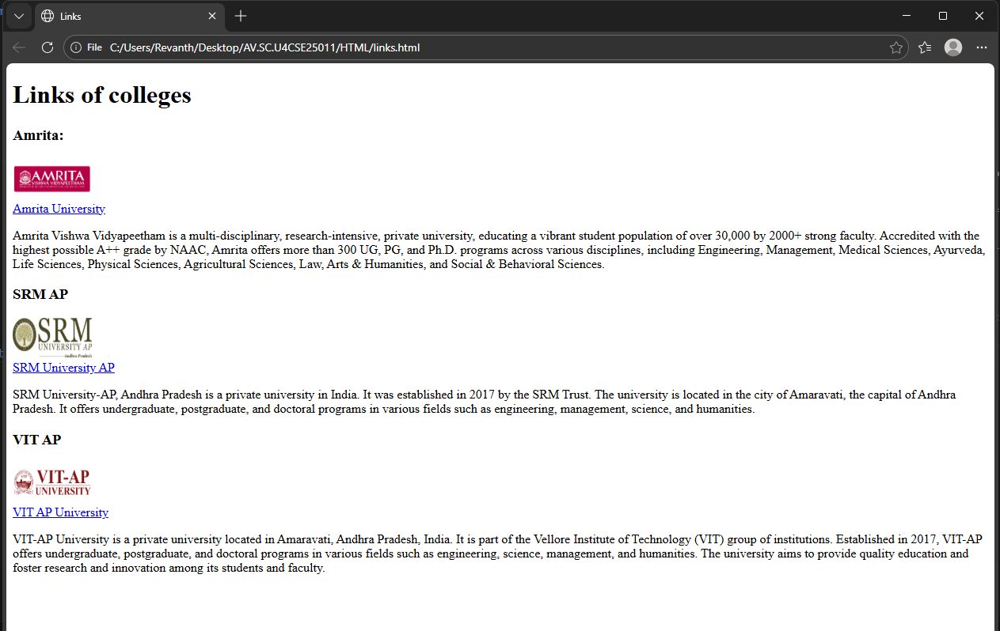 Links
File C:/Users/Revanth/Desktop/AV.SC.U4CSE25011/HTML/links.html
Links of colleges
Amrita:
AMRITA
VISHWA VIDYAPEETHAM
Amrita University
Amrita Vishwa Vidyapeetham is a multi-disciplinary, research-intensive, private university, educating a vibrant student population of over 30,000 by 2000+ strong faculty. Accredited with the
highest possible A++ grade by NAAC, Amrita offers more than 300 UG, PG, and Ph.D. programs across various disciplines, including Engineering, Management, Medical Sciences, Ayurveda,
Life Sciences, Physical Sciences, Agricultural Sciences, Law, Arts & Humanities, and Social & Behavioral Sciences.
SRM AP
SRM
UNIVERSITY AP
Andhra Pradesh
SRM University AP
SRM University-AP, Andhra Pradesh is a private university in India. It was established in 2017 by the SRM Trust. The university is located in the city of Amaravati, the capital of Andhra
Pradesh. It offers undergraduate, postgraduate, and doctoral programs in various fields such as engineering, management, science, and humanities.
VIT AP
VIT-AP
UNIVERSITY
VIT AP University
VIT-AP University is a private university located in Amaravati, Andhra Pradesh, India. It is part of the Vellore Institute of Technology (VIT) group of institutions. Established in 2017, VIT-AP
offers undergraduate, postgraduate, and doctoral programs in various fields such as engineering, science, management, and humanities. The university aims to provide quality education and
foster research and innovation among its students and faculty.